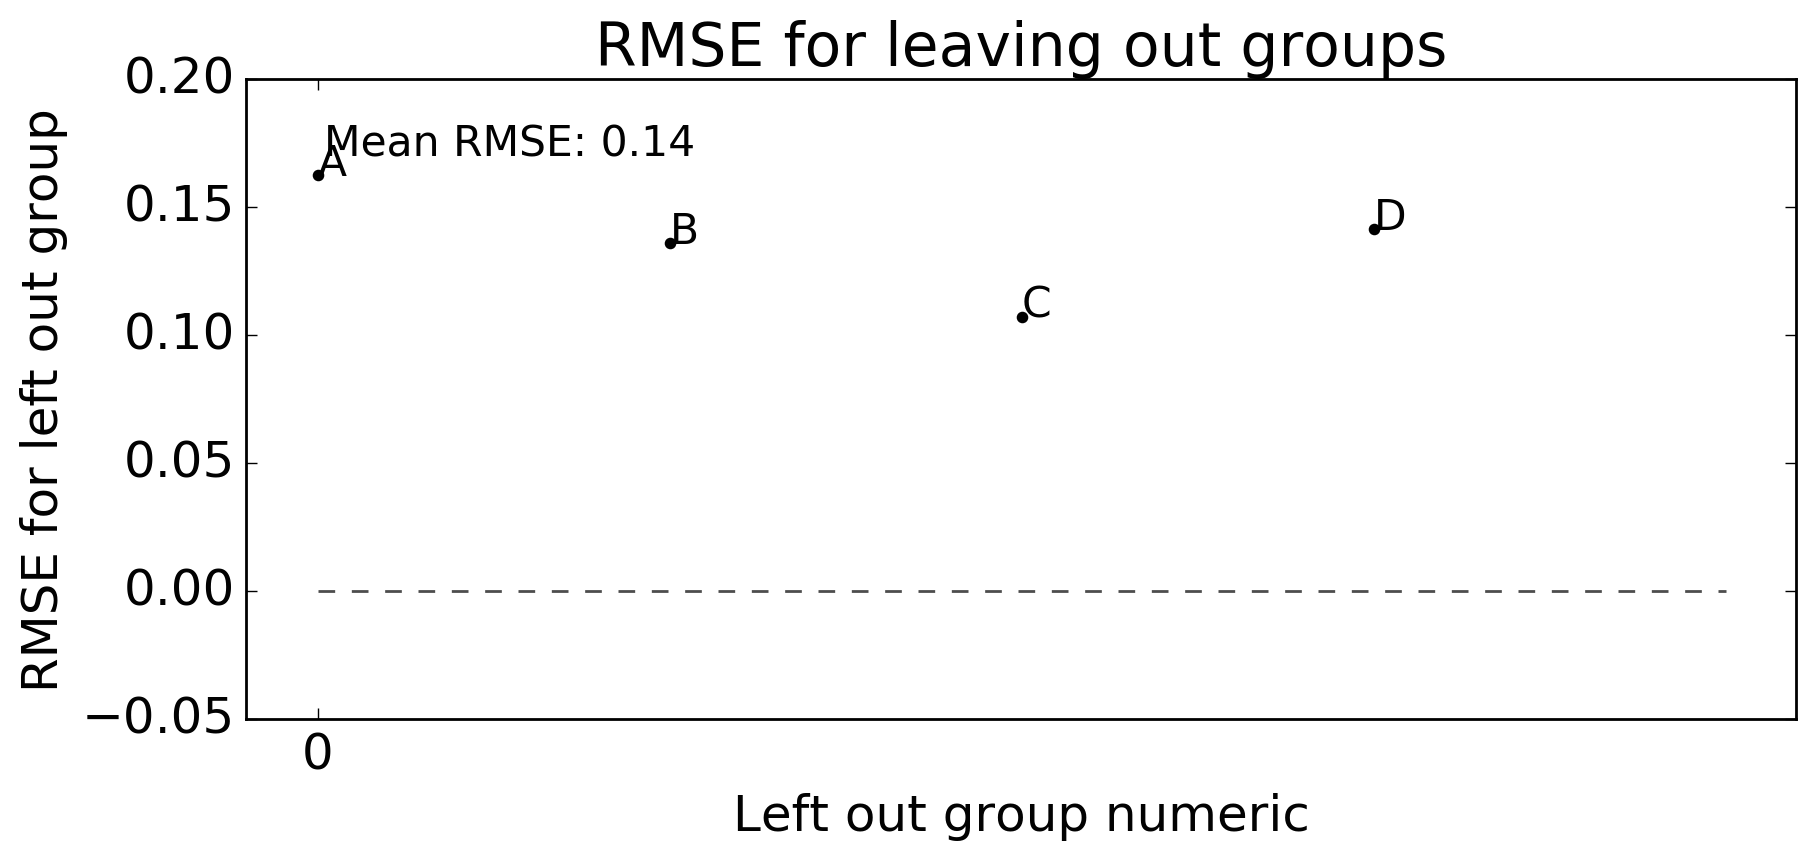 RMSE for leaving out groups
RMSE for left out group
0.20
0.15
0.10
0.05
0.00
−0.05
Mean RMSE: 0.14
A
B
C
D
0
Left out group numeric